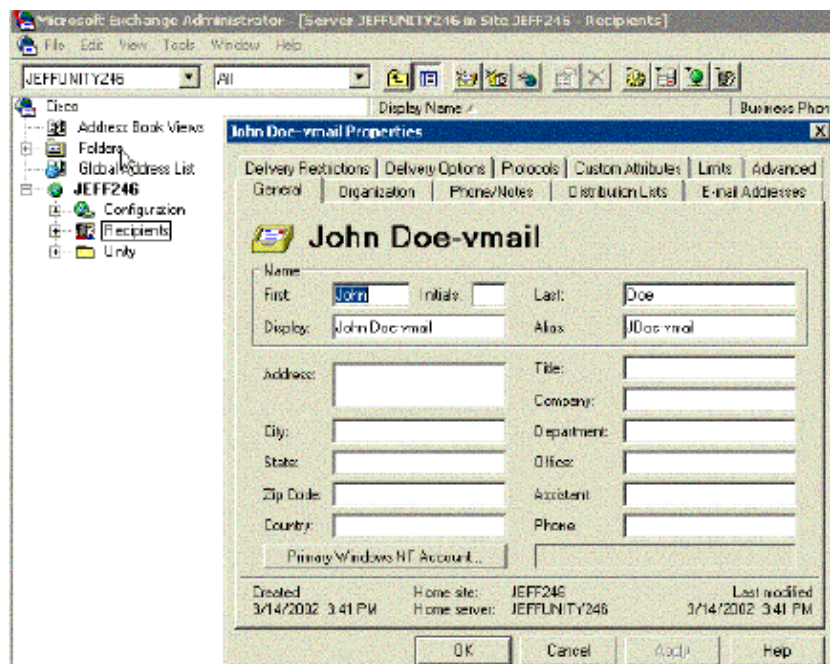 Microsoft Exchange Administrator - [Server JEFFUNITY246 in Site JEFF246 - Recipients]
File Edit View Tools Window Help
JEFFUNITY246 All
Cisco
Address Book Views
Folders
Global Address List
JEFF246
Configuration
Recipients
Unity
Display Name Business Phon
John Doe-vmail Properties
Delivery Restrictions Delivery Options Protocols Custom Attributes Limits Advanced
General Organization Phone/Notes Distribution Lists E-mail Addresses
John Doe-vmail
Name
First: John Initials: Last: Doe
Display: John Doe-vmail Alias: JDoe-vmail
Address: Title:
Company:
City: Department:
State: Office:
Zip Code: Assistant:
Country: Phone:
Primary Windows NT Account...
Created Home site: JEFF246 Last modified
3/14/2002 3:41 PM Home server: JEFFUNITY246 3/14/2002 3:41 PM
OK Cancel Apply Help